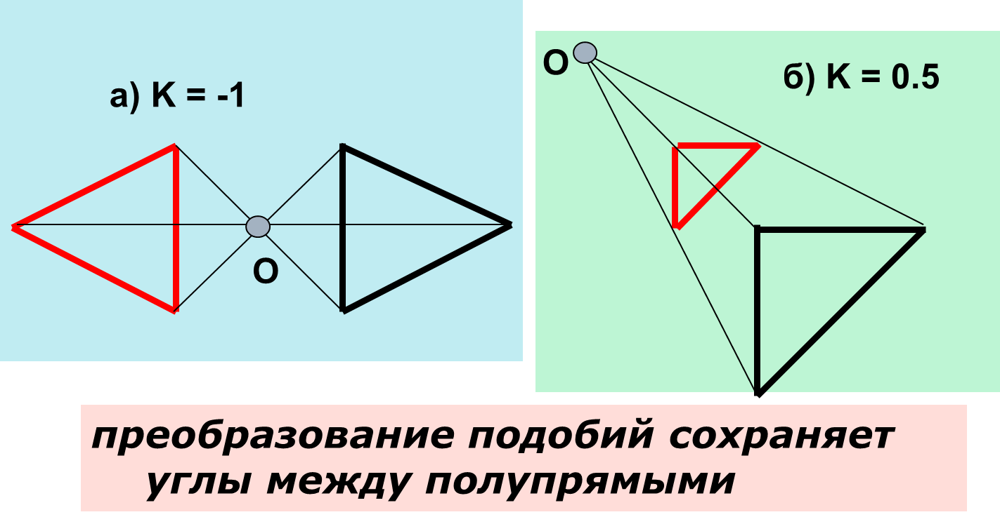 а) K = -1
O
O
б) K = 0.5
преобразование подобий сохраняет
углы между полупрямыми